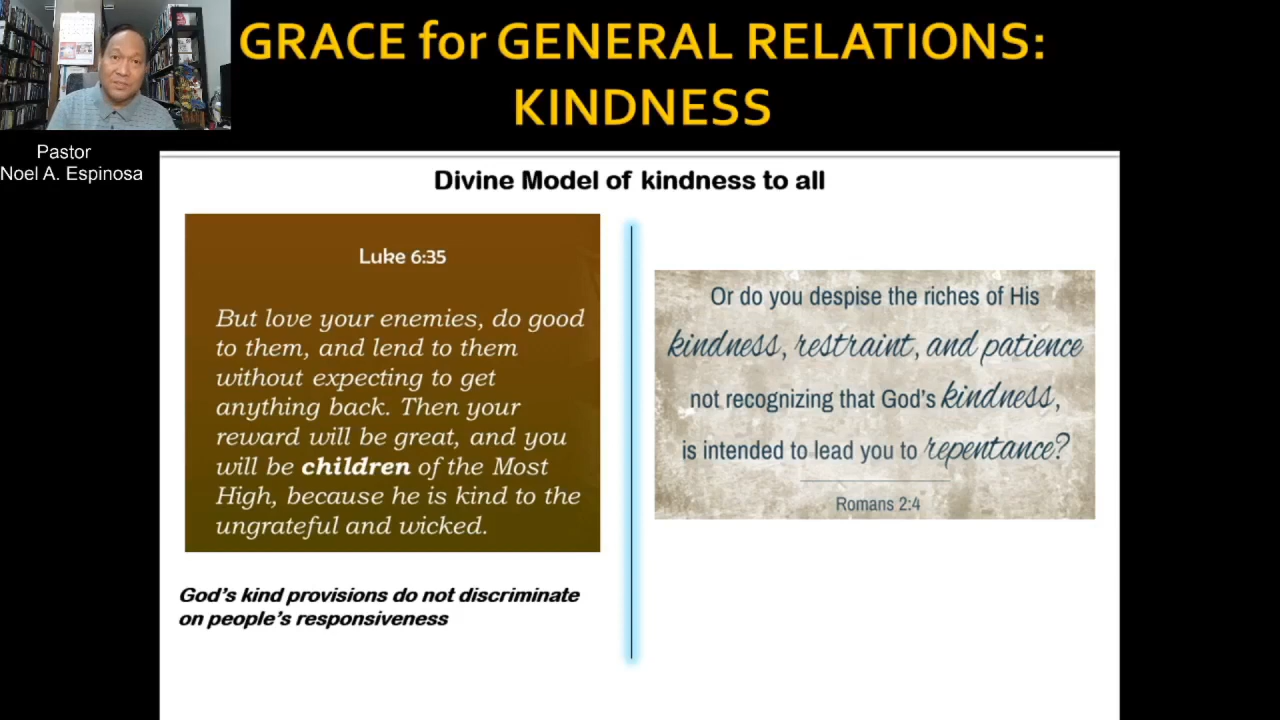 GRACE for GENERAL RELATIONS:
KINDNESS
Pastor
Noel A. Espinosa
Divine Model of kindness to all
Luke 6:35
But love your enemies, do good
to them, and lend to them
without expecting to get
anything back. Then your
reward will be great, and you
will be children of the Most
High, because he is kind to the
ungrateful and wicked.
God's kind provisions do not discriminate
on people's responsiveness
Or do you despise the riches of His
kindness, restraint, and patience
not recognizing that God's kindness,
is intended to lead you to repentance?
Romans 2:4